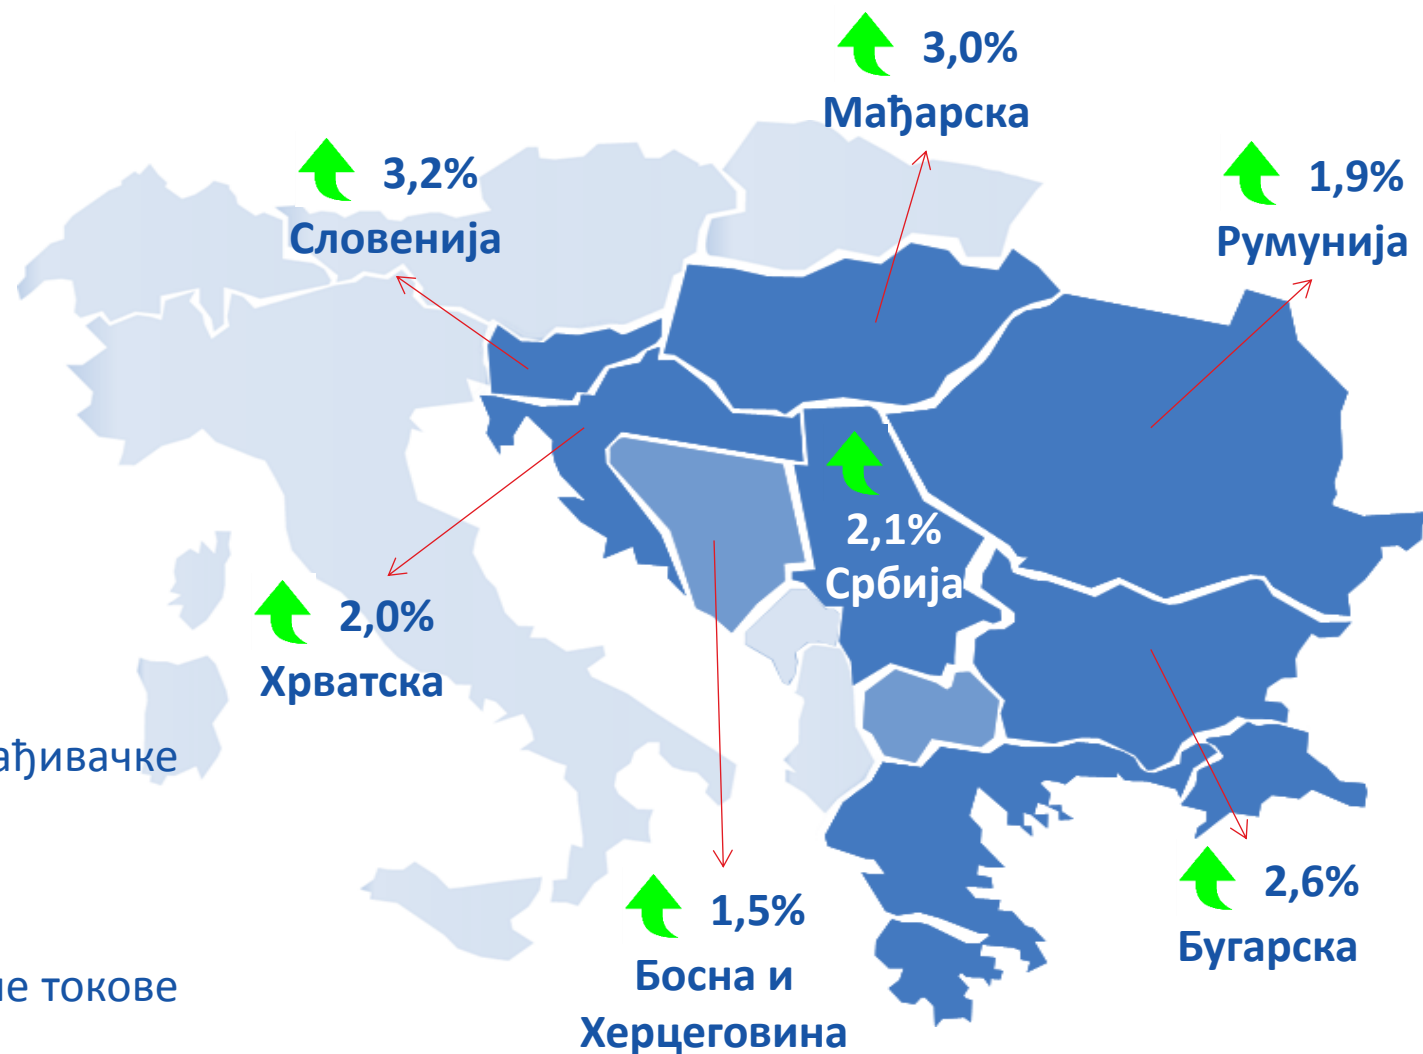 3,0%
Мађарска
3,2%
Словенија
1,9%
Румунија
2,1%
Србија
2,0%
Хрватска
ађивачке
1,5%
Босна и
Херцеговина
2,6%
Бугарска
токове